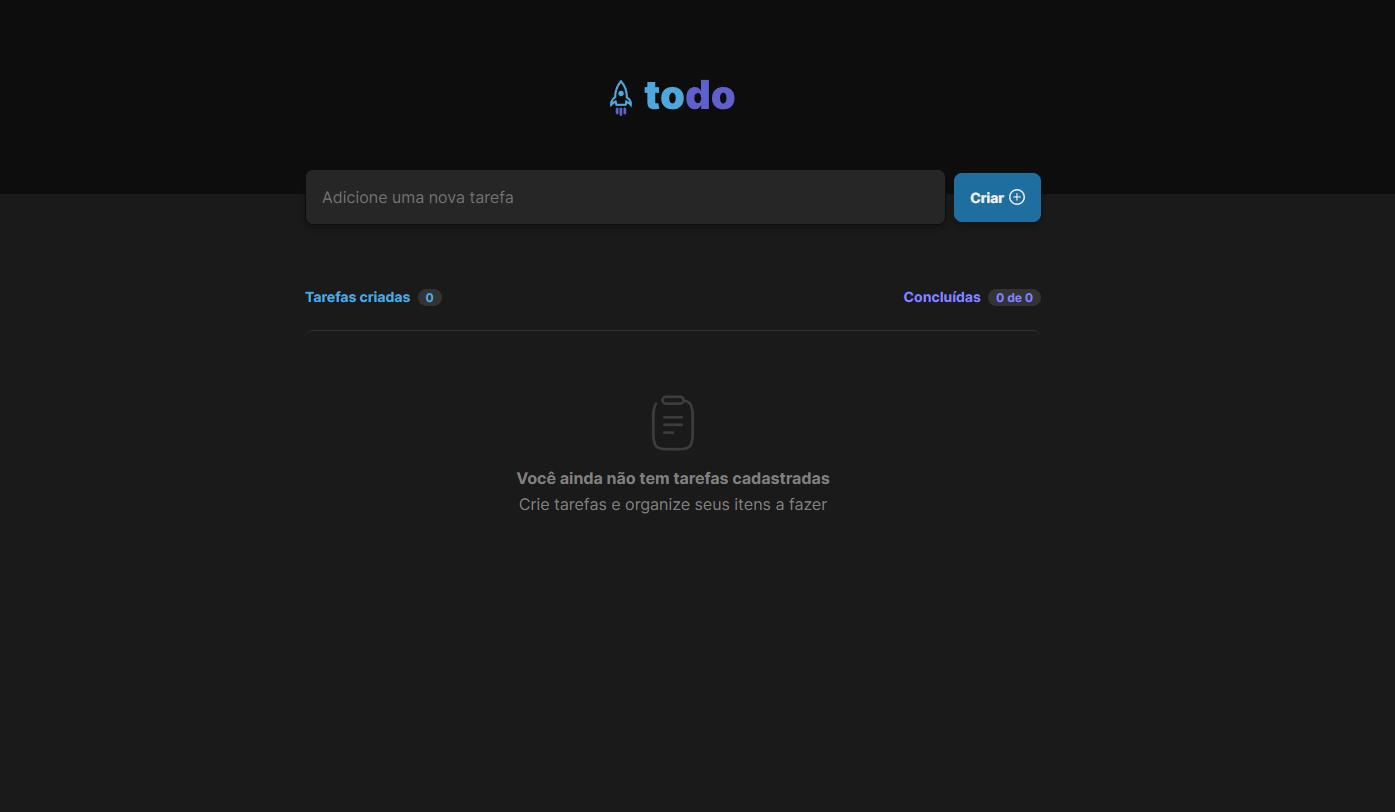 todo
Adicione uma nova tarefa
Criar
Tarefas criadas 0
Concluídas 0 de 0
Você ainda não tem tarefas cadastradas
Crie tarefas e organize seus itens a fazer